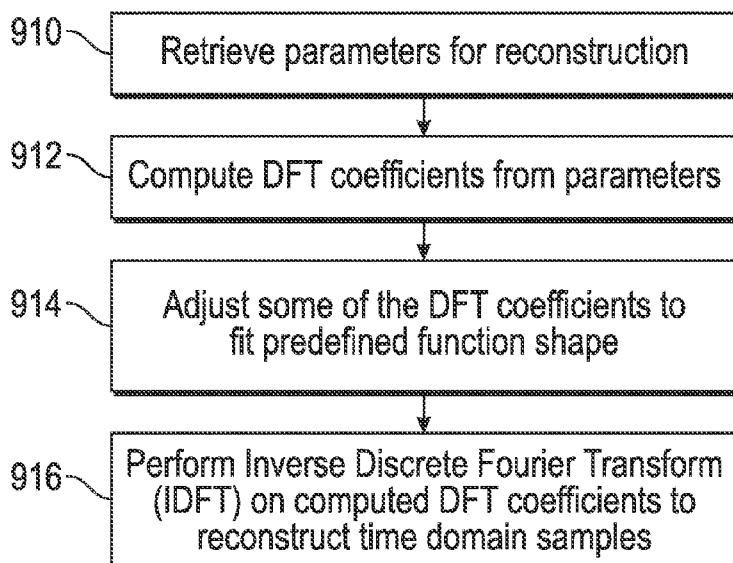 910
Retrieve parameters for reconstruction
912
Compute DFT coefficients from parameters
914
Adjust some of the DFT coefficients to
fit predefined function shape
916
Perform Inverse Discrete Fourier Transform
(IDFT) on computed DFT coefficients to
reconstruct time domain samples